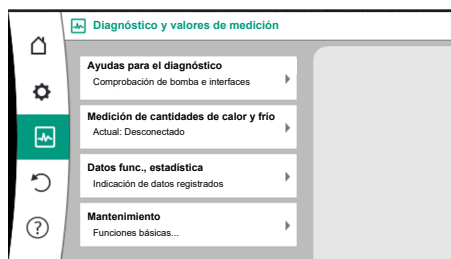 Diagnóstico y valores de medición
Ayudas para el diagnóstico
Comprobación de bomba e interfaces
Medición de cantidades de calor y frío
Actual: Desconectado
Datos func., estadística
Indicación de datos registrados
Mantenimiento
Funciones básicas...
?